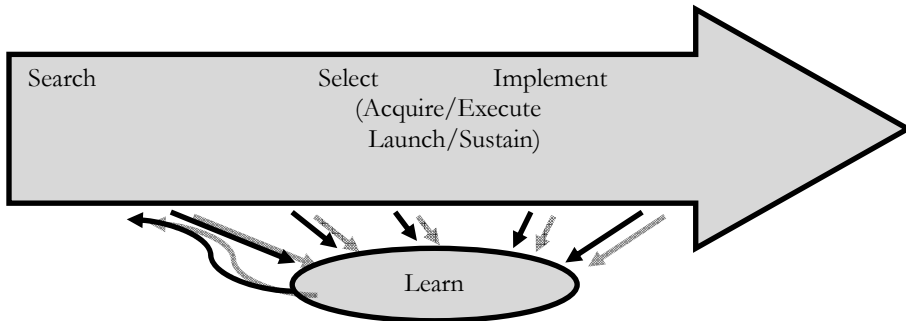 Search Select Implement
(Acquire/Execute
Launch/Sustain)
Learn